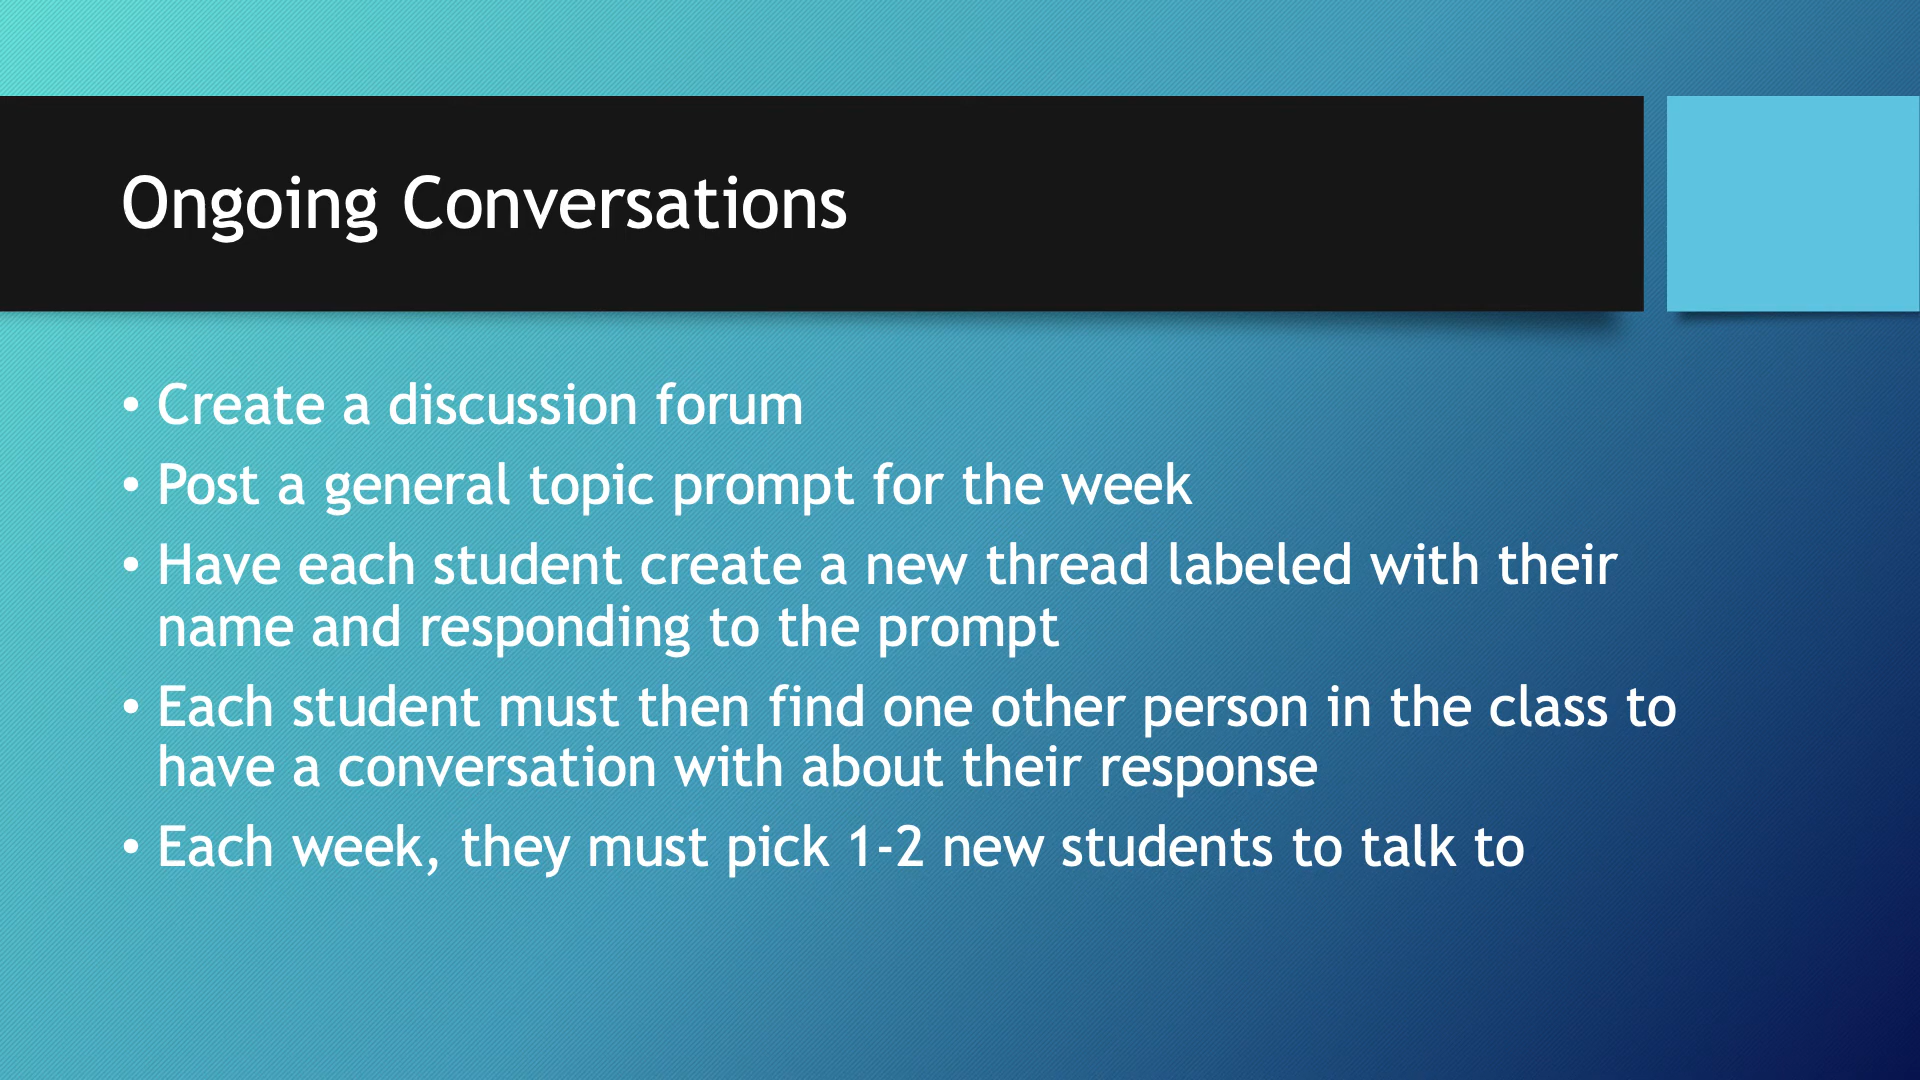 Ongoing Conversations
• Create a discussion forum
• Post a general topic prompt for the week
• Have each student create a new thread labeled with their
name and responding to the prompt
• Each student must then find one other person in the class to
have a conversation with about their response
• Each week, they must pick 1-2 new students to talk to